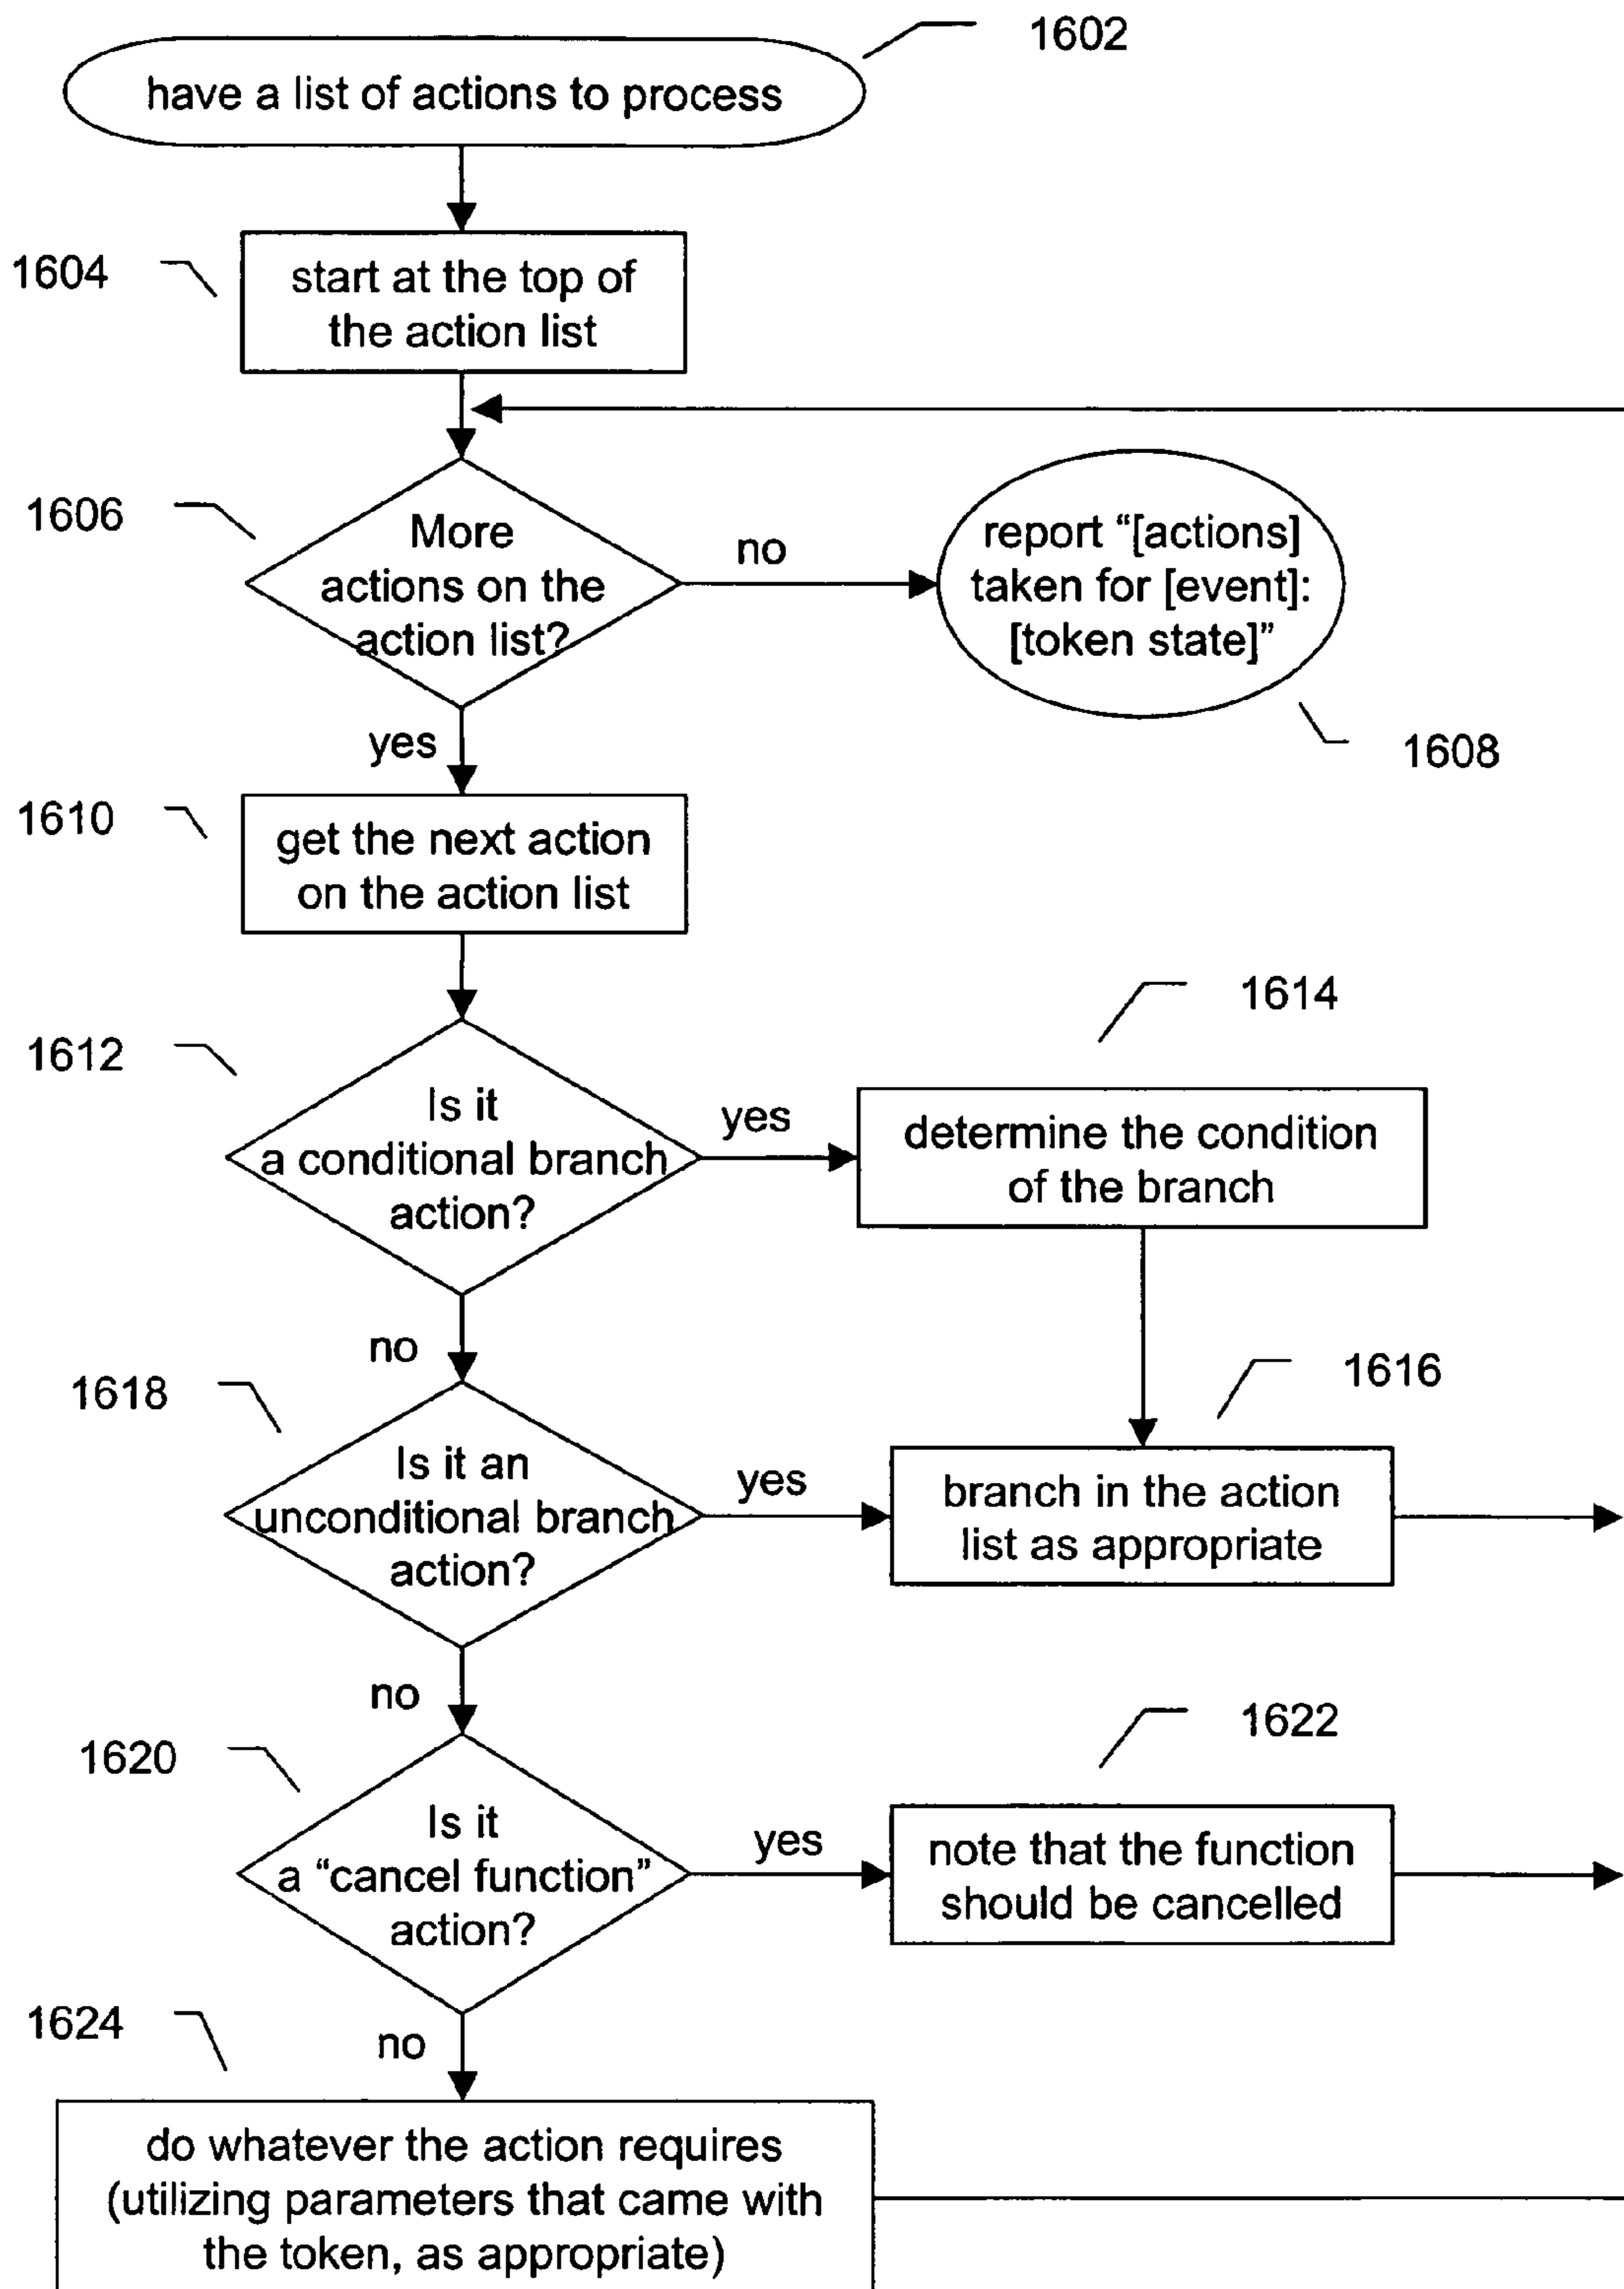 1602
have a list of actions to process
1604
start at the top of
the action list
1606
More
actions on the
action list?
no
report “[actions]
taken for [event]:
[token state]”
1608
yes
1610
get the next action
on the action list
1612
Is it
a conditional branch
action?
yes
1614
determine the condition
of the branch
no
1618
Is it an
unconditional branch
action?
yes
1616
branch in the action
list as appropriate
no
1620
Is it
a “cancel function”
action?
yes
1622
note that the function
should be cancelled
no
1624
do whatever the action requires
(utilizing parameters that came with
the token, as appropriate)